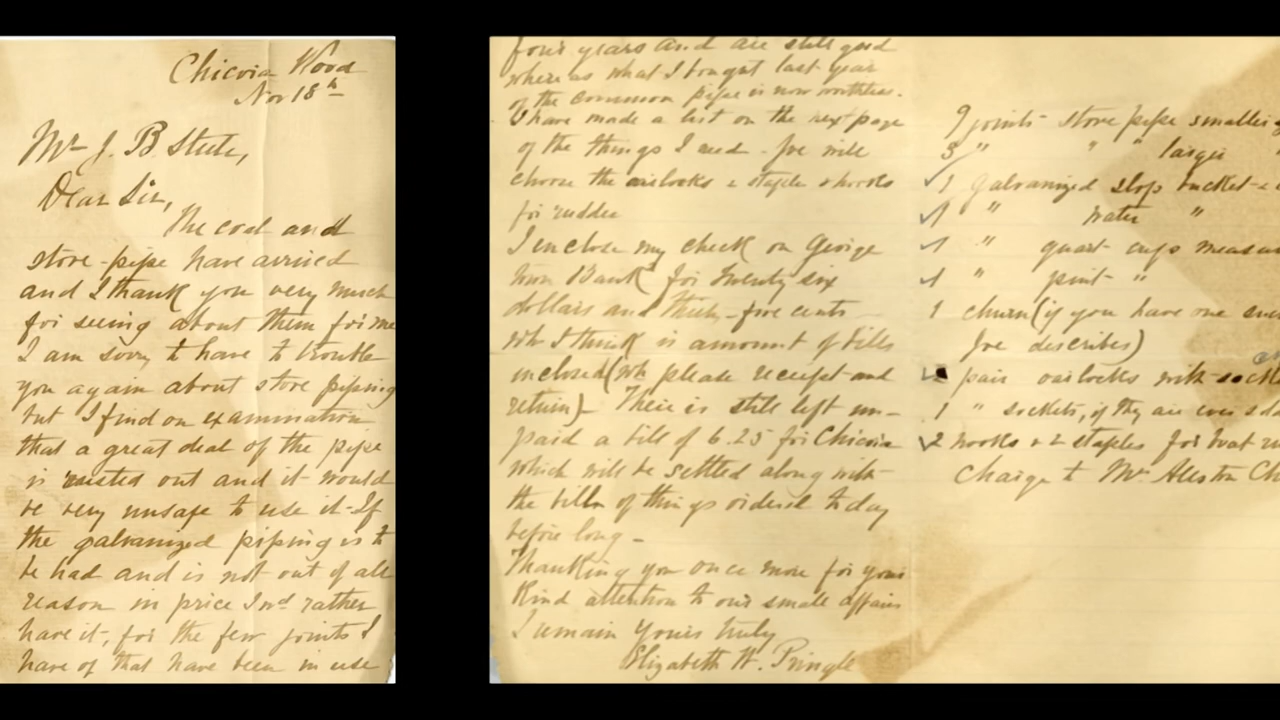 Chicora Wood
Nov 18th
Mr J. B Steele,
Dear Sir,
The coal and
stove-pipe have arrived
and I thank you very much
for seeing about them for me
I am sorry to have to trouble
you again about stove piping
but I find on examination
that a great deal of the pipe
is rusted out and it would
be very unsafe to use it-If
the galvanized piping is to
be had and is not out of all
reason in price I wd rather
have it, for the few joints I
have of that have been in use
four years and are still good
where as what I bought last year
of the common pipe is now worthless.
I have made a list on the next page
of the things I need - Joe will
choose the oarlocks & staples & hooks
for rudder
I enclose my check on George
town Bank for twenty six
dollars and thirty-five cents
wh I think is amount of bills
inclosed (wh please receipt and
return) There is still left un-
paid a bill of 6.25 for Chicora
which will be settled along with
the bill of things ordered today
before long -
Thanking you once more for your
kind attention to our small affairs
I remain Yours truly
Elizabeth W. Pringle
9 joints stove pipe smaller
3 " " " larger "
1 galvanized slop bucket
1 " water "
1 " quart cups measu
1 " pint "
1 churn (if you have one suc
Joe describes)
2 pair oarlocks with sockets
1 " sockets, if they are ever
2 hooks & 2 staples for boat
Charge to Mr Alston Ch